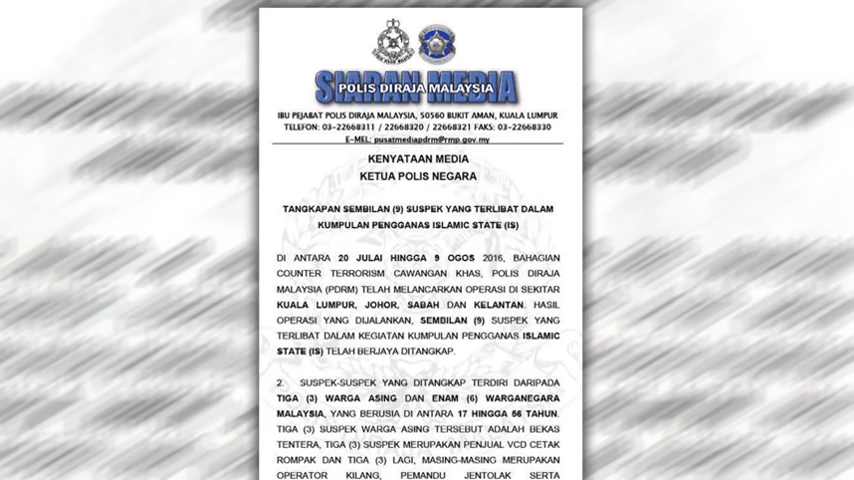 SIARAN MEDIA
POLIS DIRAJA MALAYSIA
IBU PEJABAT POLIS DIRAJA MALAYSIA, 50560 BUKIT AMAN, KUALA LUMPUR
TELEFON: 03-22668311 / 22668320 / 22668321 FAKS: 03-22668330
E-MEL: pusatmediapdrm@rmp.gov.my
KENYATAAN MEDIA
KETUA POLIS NEGARA
TANGKAPAN SEMBILAN (9) SUSPEK YANG TERLIBAT DALAM
KUMPULAN PENGGANAS ISLAMIC STATE (IS)
DI ANTARA 20 JULAI HINGGA 9 OGOS 2016, BAHAGIAN
COUNTER TERRORISM CAWANGAN KHAS, POLIS DIRAJA
MALAYSIA (PDRM) TELAH MELANCARKAN OPERASI DI SEKITAR
KUALA LUMPUR, JOHOR, SABAH DAN KELANTAN. HASIL
OPERASI YANG DIJALANKAN, SEMBILAN (9) SUSPEK YANG
TERLIBAT DALAM KEGIATAN KUMPULAN PENGGANAS ISLAMIC
STATE (IS) TELAH BERJAYA DITANGKAP.
2. SUSPEK-SUSPEK YANG DITANGKAP TERDIRI DARIPADA
TIGA (3) WARGA ASING DAN ENAM (6) WARGANEGARA
MALAYSIA, YANG BERUSIA DI ANTARA 17 HINGGA 56 TAHUN.
TIGA (3) SUSPEK WARGA ASING TERSEBUT ADALAH BEKAS
TENTERA, TIGA (3) SUSPEK MERUPAKAN PENJUAL VCD CETAK
ROMPAK DAN TIGA (3) LAGI, MASING-MASING MERUPAKAN
OPERATOR KILANG, PEMANDU JENTOLAK SERTA